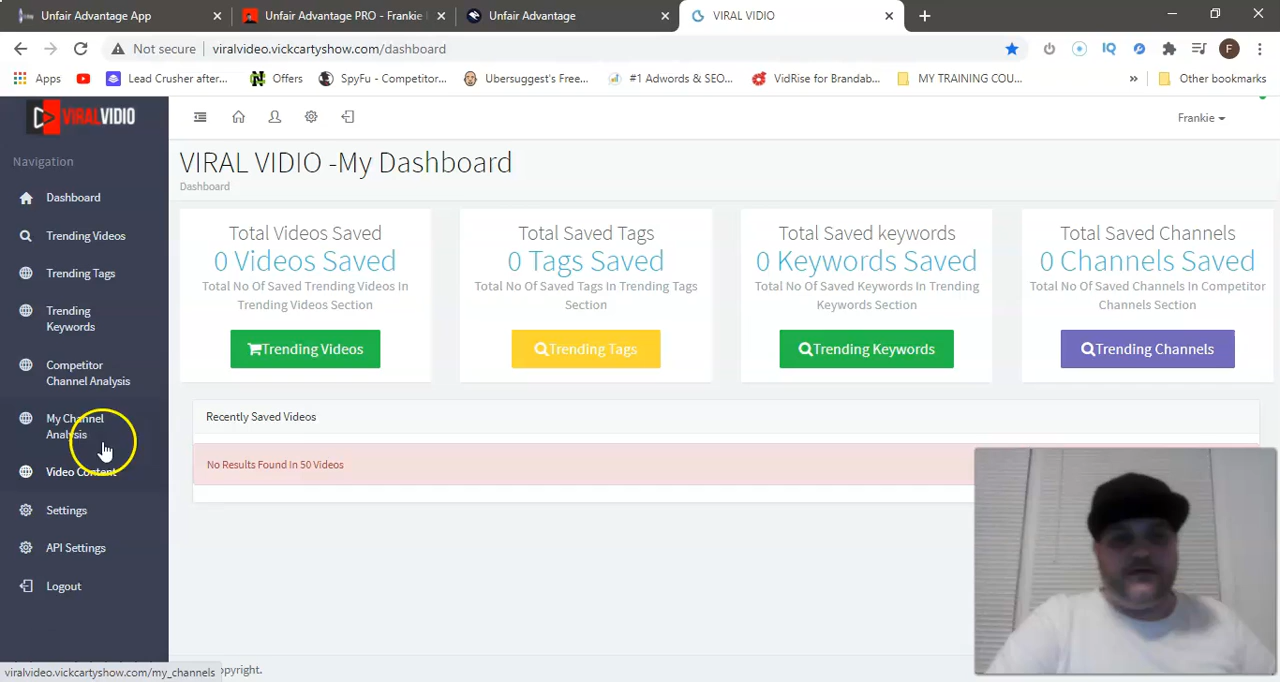 Unfair Advantage App
Unfair Advantage PRO - Frankie
Unfair Advantage
VIRAL VIDIO
Not secure
viralvideo.vickcartyshow.com/dashboard
IQ
F
Apps
Lead Crusher after...
Offers
SpyFu - Competitor...
Ubersuggest's Free...
#1 Adwords & SEO...
VidRise for Brandab...
MY TRAINING COU...
»
Other bookmarks
VIRALVIDIO
Frankie
Navigation
Dashboard
Trending Videos
Trending Tags
Trending
Keywords
Competitor
Channel Analysis
My Channel
Analysis
Video Content
Settings
API Settings
Logout
VIRAL VIDIO -My Dashboard
Dashboard
Total Videos Saved
0 Videos Saved
Total No Of Saved Trending Videos In
Trending Videos Section
Trending Videos
Total Saved Tags
0 Tags Saved
Total No Of Saved Tags In Trending Tags
Section
Trending Tags
Total Saved keywords
0 Keywords Saved
Total No Of Saved Keywords In Trending
Keywords Section
Trending Keywords
Total Saved Channels
0 Channels Saved
Total No Of Saved Channels In Competitor
Channels Section
Trending Channels
Recently Saved Videos
No Results Found In 50 Videos
viralvideo.vickcartyshow.com/my_channels
opyright.